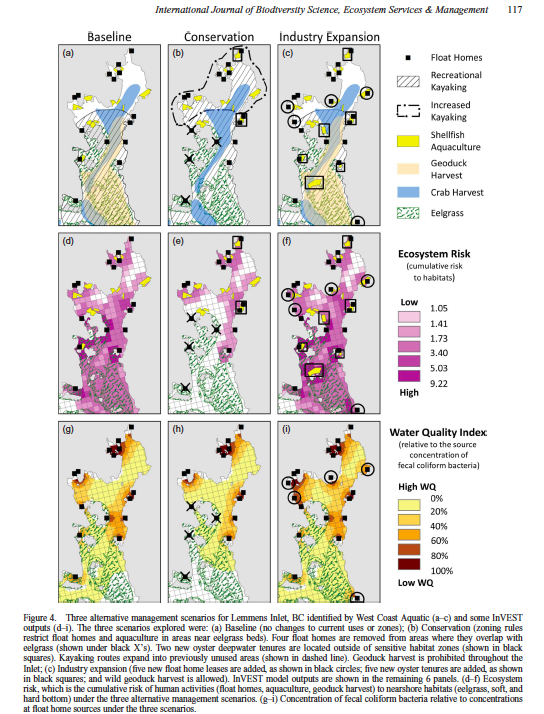 International Journal of Biodiversity Science, Ecosystem Services & Management 117
Baseline
Conservation
Industry Expansion
(a)
(b)
(c)
Float Homes
Recreational
Kayaking
Increased
Kayaking
Shellfish
Aquaculture
Geoduck
Harvest
Crab Harvest
Eelgrass
(d)
(e)
(f)
Ecosystem Risk
(cumulative risk
to habitats)
Low
1.05
1.41
1.73
3.40
5.03
9.22
High
(g)
(h)
(i)
Water Quality Index
(relative to the source
concentration of
fecal coliform bacteria)
High WQ
0%
20%
40%
60%
80%
100%
Low WQ
Figure 4. Three alternative management scenarios for Lemmens Inlet, BC identified by West Coast Aquatic (a–c) and some InVEST
outputs (d–i). The three scenarios explored were: (a) Baseline (no changes to current uses or zones); (b) Conservation (zoning rules
restrict float homes and aquaculture in areas near eelgrass beds). Four float homes are removed from areas where they overlap with
eelgrass (shown under black X's). Two new oyster deepwater tenures are located outside of sensitive habitat zones (shown in black
squares). Kayaking routes expand into previously unused areas (shown in dashed line). Geoduck harvest is prohibited throughout the
Inlet; (c) Industry expansion (five new float home leases are added, as shown in black circles; five new oyster tenures are added, as shown
in black squares; and wild geoduck harvest is allowed). InVEST model outputs are shown in the remaining 6 panels. (d–f) Ecosystem
risk, which is the cumulative risk of human activities (float homes, aquaculture, geoduck harvest) to nearshore habitats (eelgrass, soft, and
hard bottom) under the three alternative management scenarios. (g–i) Concentration of fecal coliform bacteria relative to concentrations
at float home sources under the three scenarios.